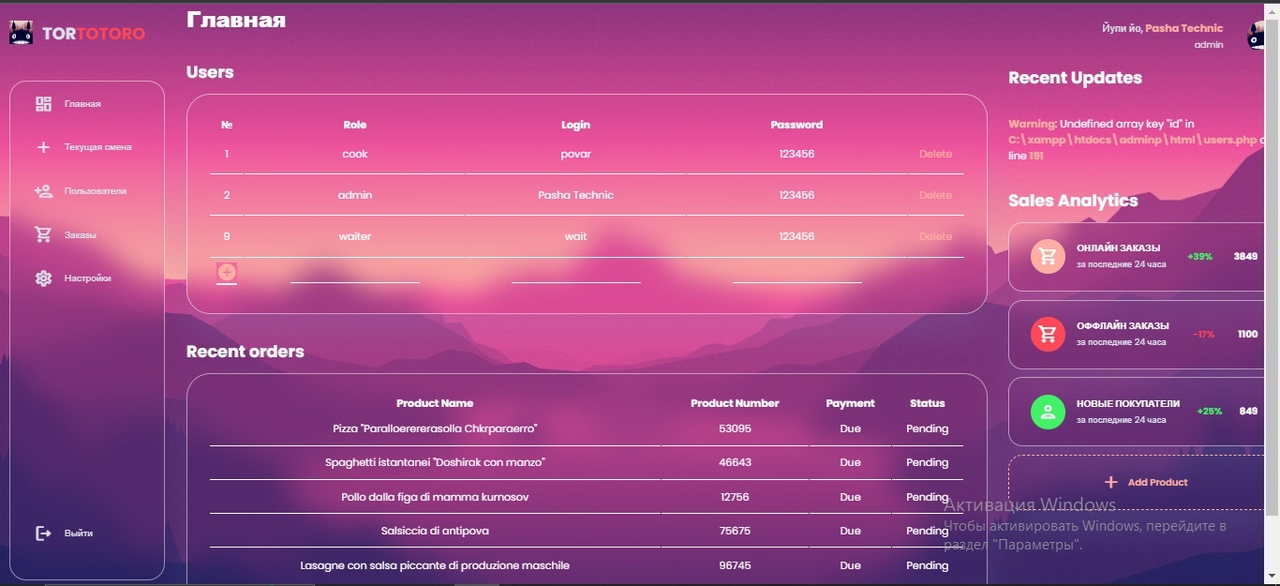 TORTOTORO
Главная
Текущая смена
Пользователи
Заказы
Настройки
Выйти
Главная
Users
№ Role Login Password
1 cook povar 123456 Delete
2 admin Pasha Technic 123456 Delete
9 waiter wait 123456 Delete
Recent orders
Product Name Product Number Payment Status
Pizza "Paralloerererasolla Chkrparaerro" 53095 Due Pending
Spaghetti istantanei "Doshirak con manzo" 46643 Due Pending
Pollo dalla figa di mamma kurnosov 12756 Due Pending
Salsiccia di antipova 75675 Due Pending
Lasagne con salsa piccante di produzione maschile 96745 Due Pending
Йупи йо, Pasha Technic
admin
Recent Updates
Warning: Undefined array key "id" in
C:\xampp\htdocs\adminp\html\users.php
line 191
Sales Analytics
ОНЛАЙН ЗАКАЗЫ
за последние 24 часа
+39% 3849
ОФФЛАЙН ЗАКАЗЫ
за последние 24 часа
-17% 1100
НОВЫЕ ПОКУПАТЕЛИ
за последние 24 часа
+25% 849
Add Product
Активация Windows
Чтобы активировать Windows, перейдите в
раздел "Параметры".